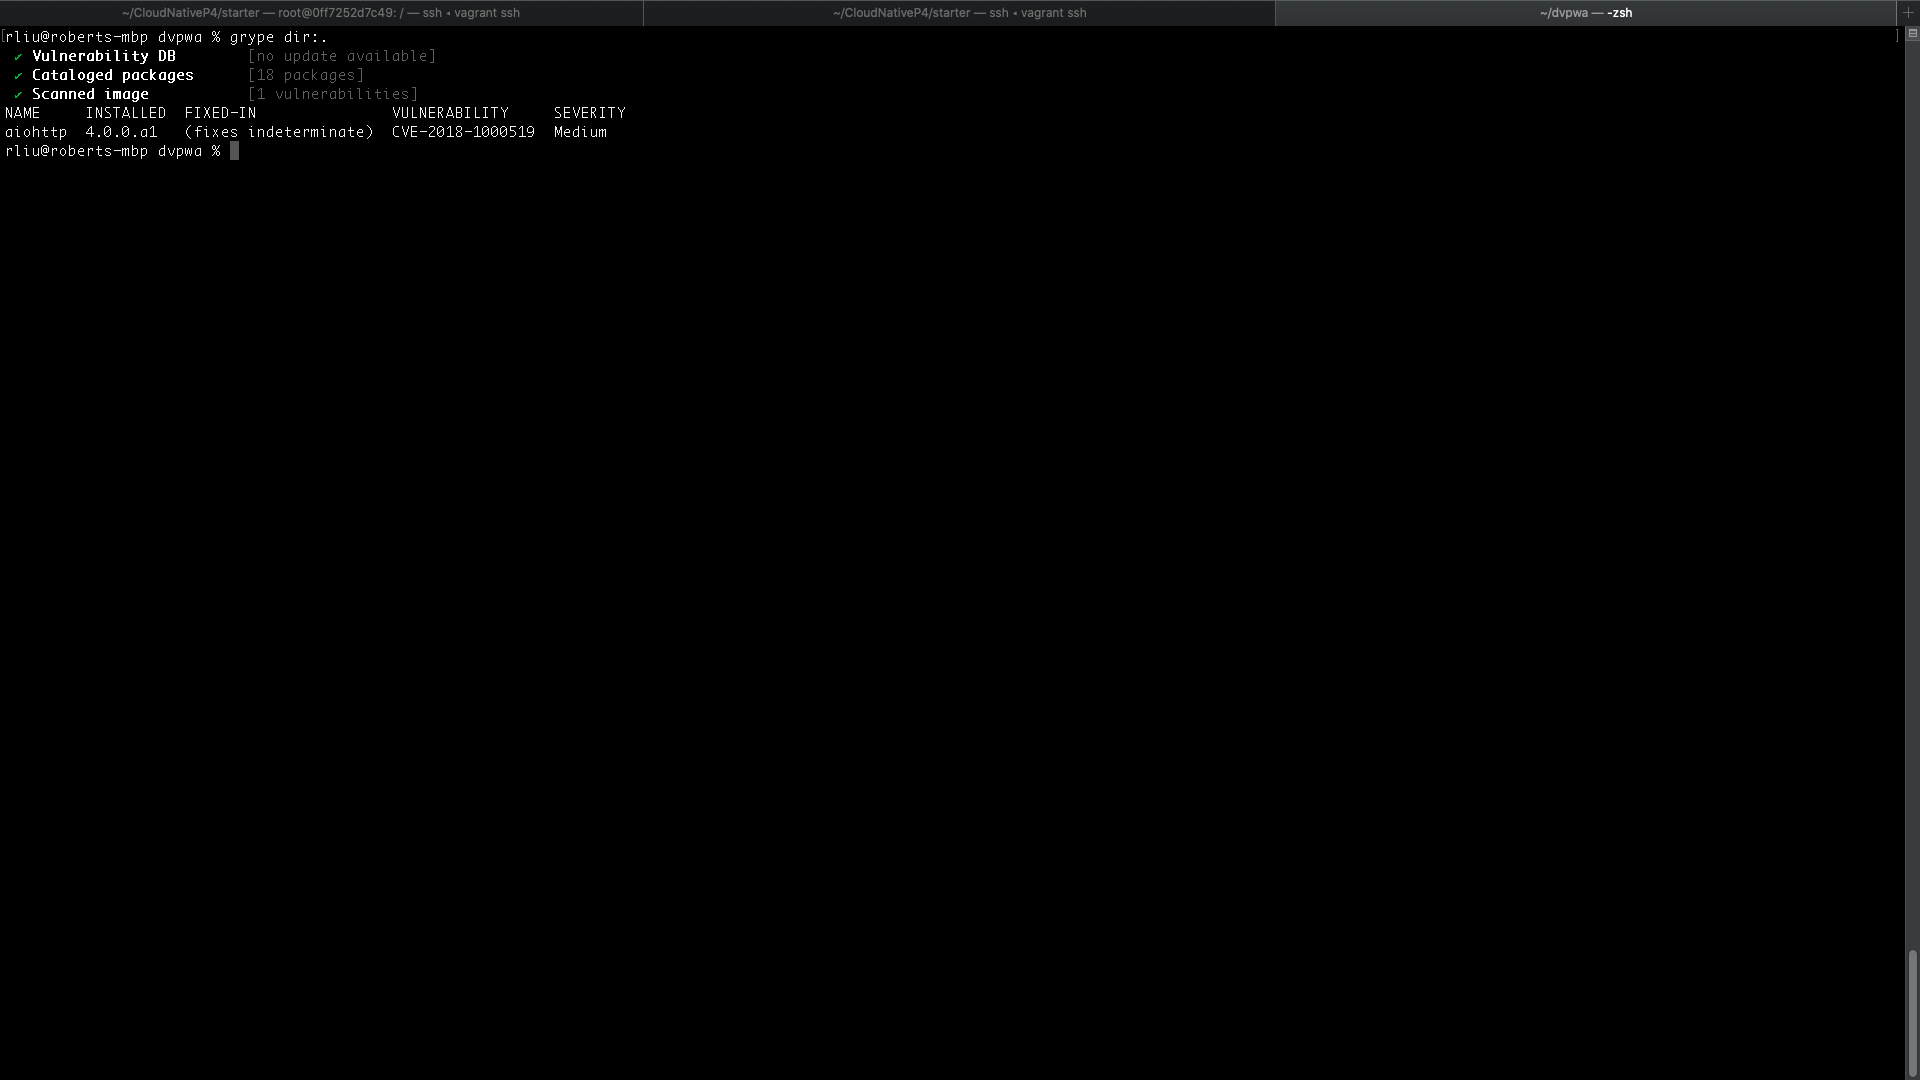 ~/CloudNativeP4/starter — root@0ff7252d7c49: / — ssh ◂ vagrant ssh
~/CloudNativeP4/starter — ssh ◂ vagrant ssh
~/dvpwa — -zsh
[rliu@roberts-mbp dvpwa % grype dir:. ]
✔ Vulnerability DB        [no update available]
✔ Cataloged packages      [18 packages]
✔ Scanned image           [1 vulnerabilities]
NAME     INSTALLED  FIXED-IN               VULNERABILITY     SEVERITY
aiohttp  4.0.0.a1   (fixes indeterminate)  CVE-2018-1000519  Medium
rliu@roberts-mbp dvpwa %